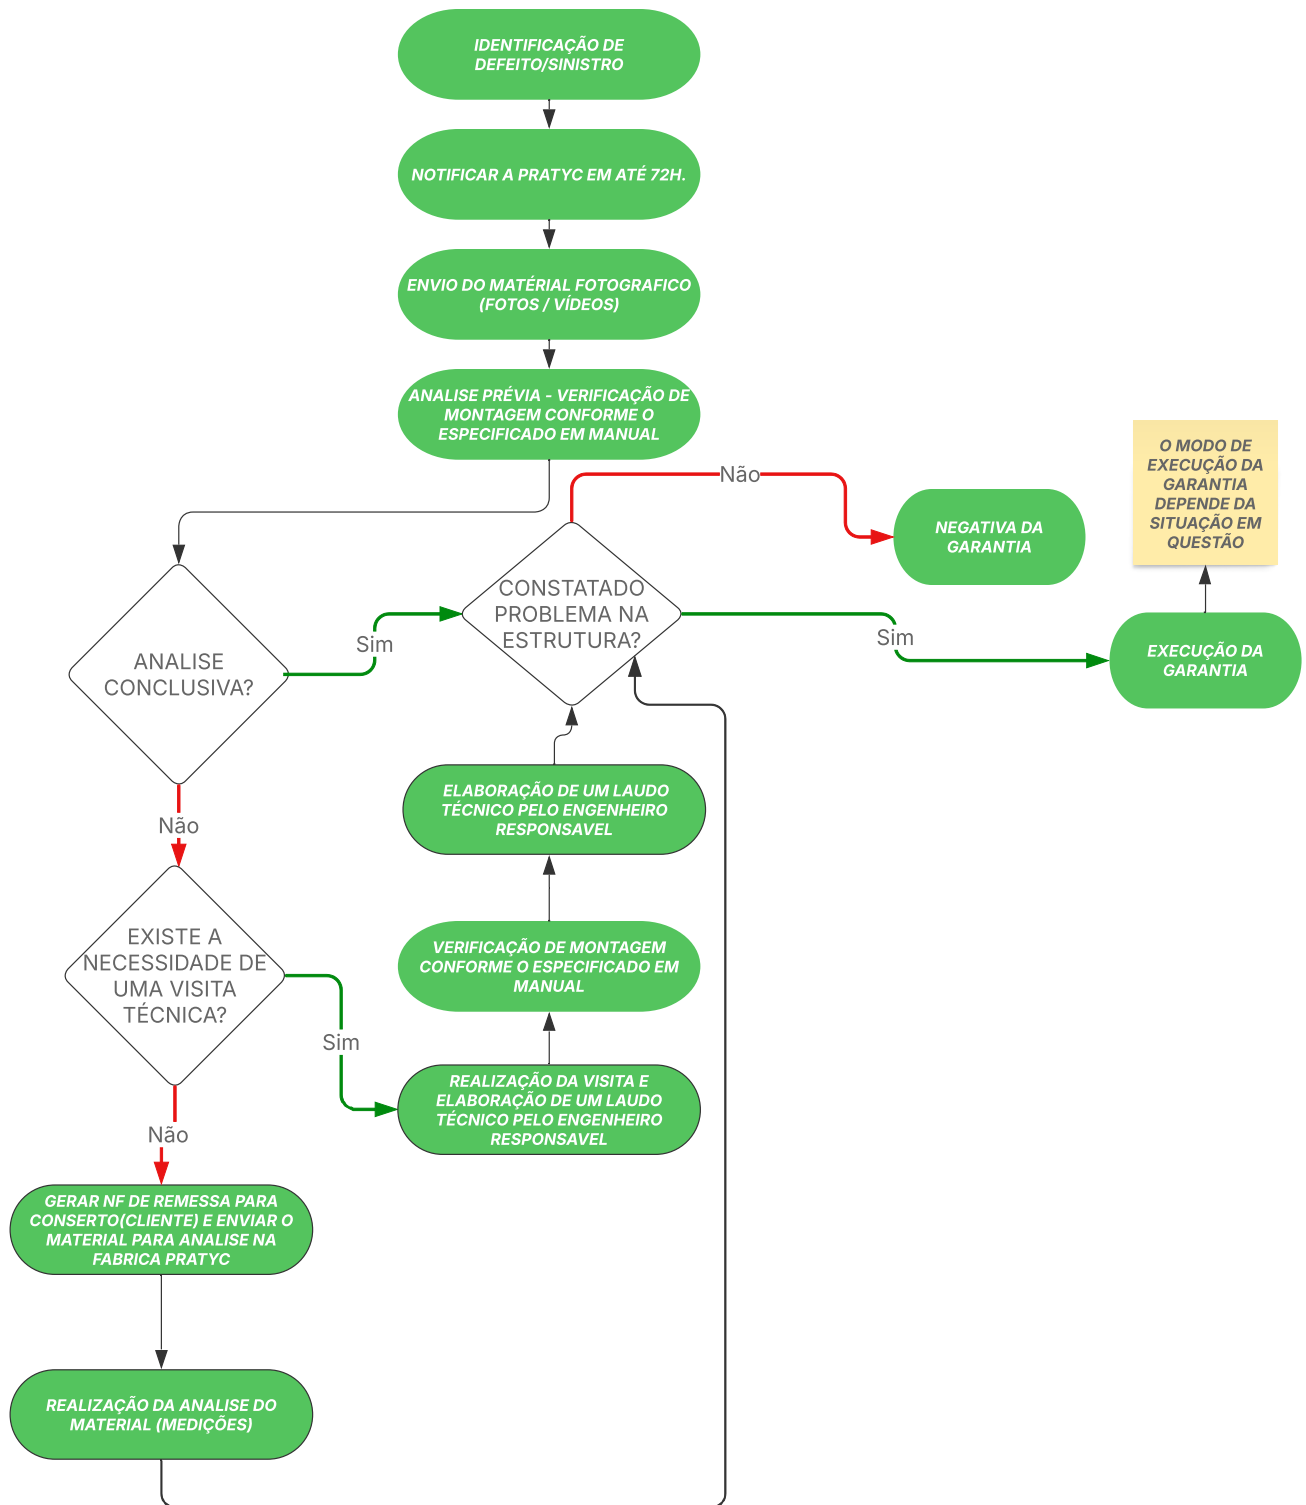 IDENTIFICAÇÃO DE
DEFEITO/SINISTRO
NOTIFICAR A PRATYC EM ATÉ 72H.
ENVIO DO MATÉRIAL FOTOGRAFICO
(FOTOS / VÍDEOS)
ANALISE PRÉVIA - VERIFICAÇÃO DE
MONTAGEM CONFORME O
ESPECIFICADO EM MANUAL
O MODO DE
EXECUÇÃO DA
GARANTIA
DEPENDE DA
SITUAÇÃO EM
QUESTÃO
Não
NEGATIVA DA
GARANTIA
CONSTATADO
PROBLEMA NA
ESTRUTURA?
Sim
Sim
EXECUÇÃO DA
GARANTIA
ANALISE
CONCLUSIVA?
Não
ELABORAÇÃO DE UM LAUDO
TÉCNICO PELO ENGENHEIRO
RESPONSAVEL
EXISTE A
NECESSIDADE DE
UMA VISITA
TÉCNICA?
VERIFICAÇÃO DE MONTAGEM
CONFORME O ESPECIFICADO EM
MANUAL
Sim
REALIZAÇÃO DA VISITA E
ELABORAÇÃO DE UM LAUDO
TÉCNICO PELO ENGENHEIRO
RESPONSAVEL
Não
GERAR NF DE REMESSA PARA
CONSERTO(CLIENTE) E ENVIAR O
MATERIAL PARA ANALISE NA
FABRICA PRATYC
REALIZAÇÃO DA ANALISE DO
MATERIAL (MEDIÇÕES)